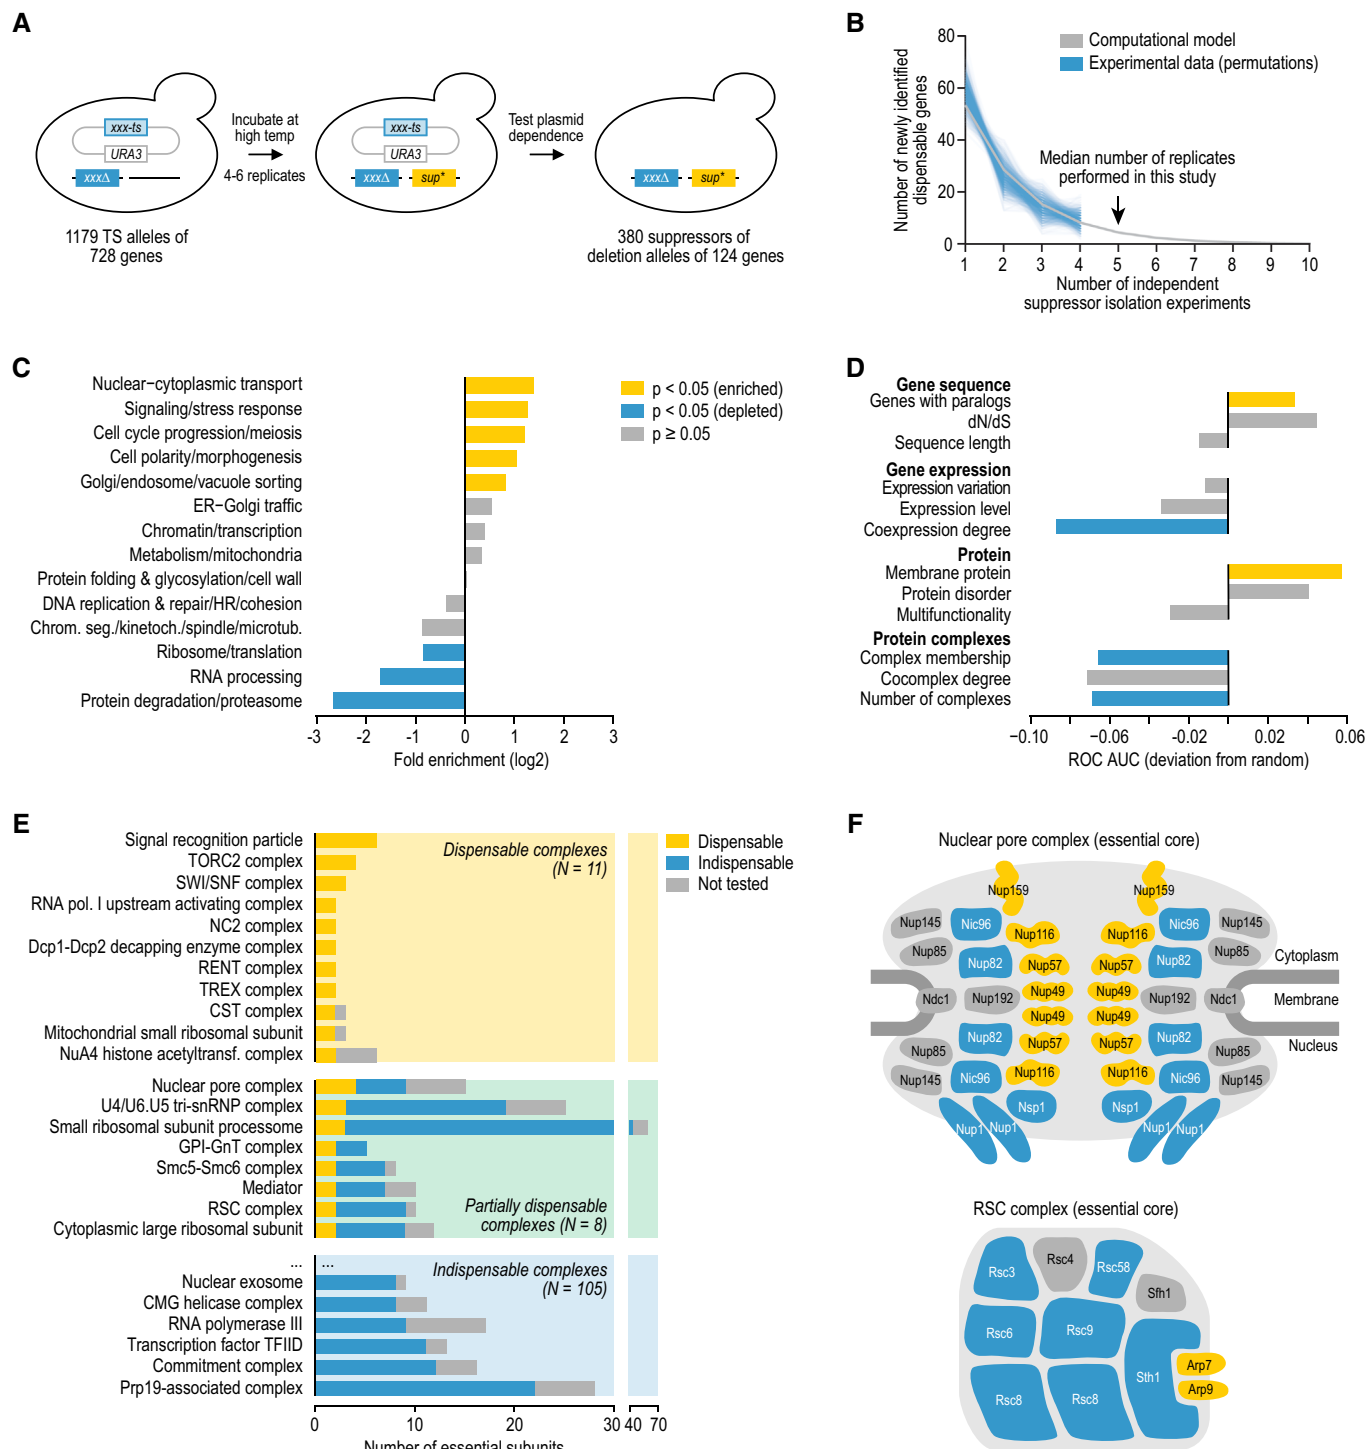 A
xxx-ts
URA3
xxxΔ
1179 TS alleles of
728 genes
Incubate at
high temp
4-6 replicates
xxx-ts
URA3
xxxΔ
sup*
Test plasmid
dependence
xxxΔ
sup*
380 suppressors of
deletion alleles of 124 genes
B
Number of newly identified
dispensable genes
80
60
40
20
0
Computational model
Experimental data (permutations)
Median number of replicates
performed in this study
1 2 3 4 5 6 7 8 9 10
Number of independent
suppressor isolation experiments
C
Nuclear−cytoplasmic transport
Signaling/stress response
Cell cycle progression/meiosis
Cell polarity/morphogenesis
Golgi/endosome/vacuole sorting
ER−Golgi traffic
Chromatin/transcription
Metabolism/mitochondria
Protein folding & glycosylation/cell wall
DNA replication & repair/HR/cohesion
Chrom. seg./kinetoch./spindle/microtub.
Ribosome/translation
RNA processing
Protein degradation/proteasome
p < 0.05 (enriched)
p < 0.05 (depleted)
p ≥ 0.05
-3 -2 -1 0 1 2 3
Fold enrichment (log2)
D
Gene sequence
Genes with paralogs
dN/dS
Sequence length
Gene expression
Expression variation
Expression level
Coexpression degree
Protein
Membrane protein
Protein disorder
Multifunctionality
Protein complexes
Complex membership
Cocomplex degree
Number of complexes
−0.10 −0.06 -0.02 0.02 0.06
ROC AUC (deviation from random)
E
Signal recognition particle
TORC2 complex
SWI/SNF complex
RNA pol. I upstream activating complex
NC2 complex
Dcp1-Dcp2 decapping enzyme complex
RENT complex
TREX complex
CST complex
Mitochondrial small ribosomal subunit
NuA4 histone acetyltransf. complex
Dispensable complexes
(N = 11)
Dispensable
Indispensable
Not tested
Nuclear pore complex
U4/U6.U5 tri-snRNP complex
Small ribosomal subunit processome
GPI-GnT complex
Smc5-Smc6 complex
Mediator
RSC complex
Cytoplasmic large ribosomal subunit
Partially dispensable
complexes (N = 8)
... ...
Nuclear exosome
CMG helicase complex
RNA polymerase III
Transcription factor TFIID
Commitment complex
Prp19-associated complex
Indispensable complexes
(N = 105)
0 10 20 30 40 70
Number of essential subunits
F
Nuclear pore complex (essential core)
Nup159 Nup159
Nup145 Nic96 Nup116 Nup116 Nic96 Nup145
Nup85 Nup82 Nup57 Nup57 Nup82 Nup85
Cytoplasm
Ndc1 Nup192 Nup49 Nup49 Nup192 Ndc1
Membrane
Nup49 Nup49
Nup85 Nup82 Nup57 Nup57 Nup82 Nup85
Nucleus
Nup145 Nic96 Nup116 Nup116 Nic96 Nup145
Nsp1 Nsp1
Nup1 Nup1 Nup1 Nup1
RSC complex (essential core)
Rsc3 Rsc4 Rsc58
Sfh1
Rsc6 Rsc9
Sth1 Arp7
Arp9
Rsc8 Rsc8